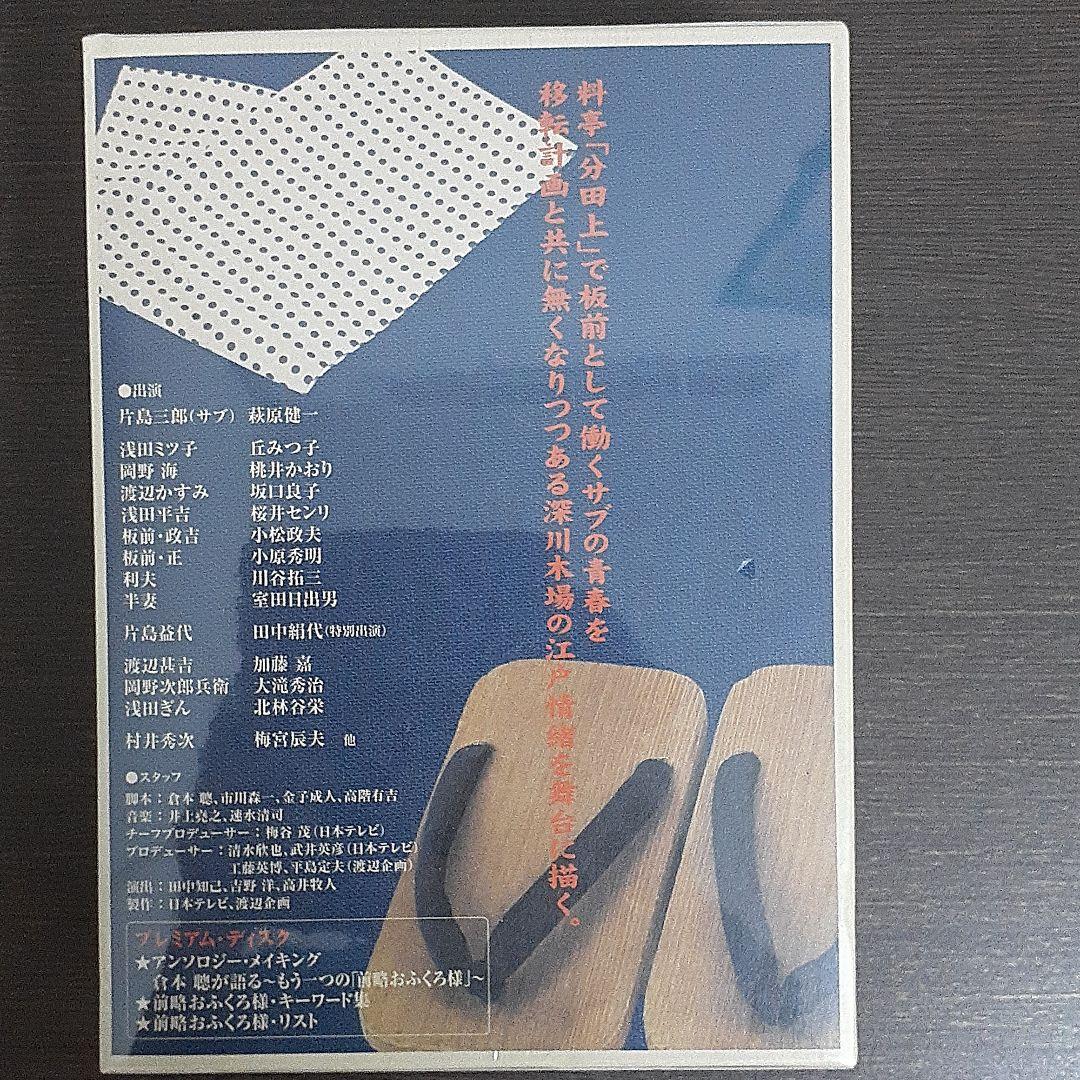 料亭「分田上」で板前として働くサブの青春を
移転計画と共に無くなりつつある深川木場の江戸情緒を舞台に描く。
●出演
片島三郎(サブ) 萩原健一
浅田ミツ子 丘みつ子
岡野 海 桃井かおり
渡辺かすみ 坂口良子
浅田平吉 桜井センリ
板前・政吉 小松政夫
板前・正 小原秀明
利夫 川谷拓三
半妻 室田日出男
片島益代 田中絹代(特別出演)
渡辺甚吉 加藤 嘉
岡野次郎兵衛 大滝秀治
浅田ぎん 北林谷栄
村井秀次 梅宮辰夫 他
●スタッフ
脚本:倉本 聰、市川森一、金子成人、高階有吉
音楽:井上堯之、速水清司
チーフプロデューサー:梅谷 茂(日本テレビ)
プロデューサー:清水欣也、武井英彦(日本テレビ)
工藤英博、平島定夫(渡辺企画)
演出:田中知己、吉野 洋、高井牧人
製作:日本テレビ、渡辺企画
プレミアム・ディスク
★アンソロジー・メイキング
倉本 聰が語る～もう一つの「前略おふくろ様」～
★前略おふくろ様・キーワード集
★前略おふくろ様・リスト